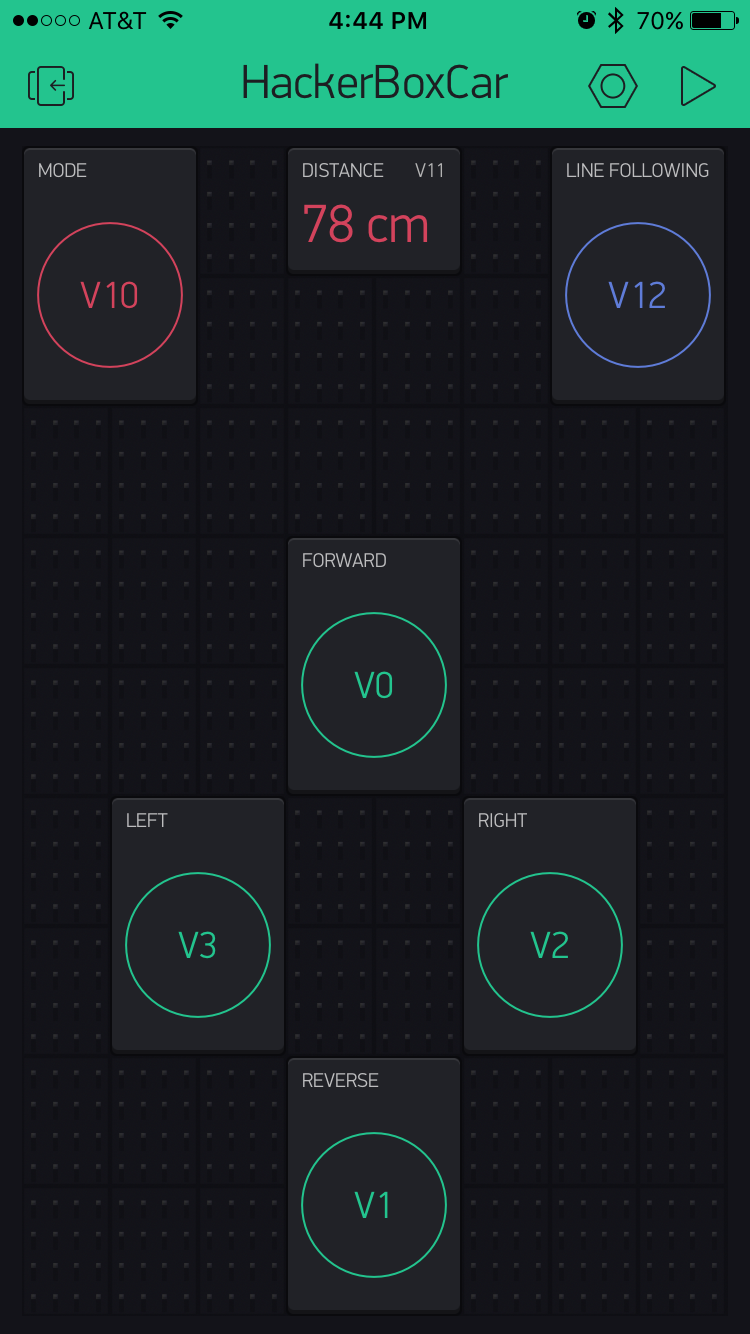 AT&T 4:44 PM 70%
HackerBoxCar
MODE
V10
DISTANCE V11
78 cm
LINE FOLLOWING
V12
FORWARD
V0
LEFT
V3
RIGHT
V2
REVERSE
V1